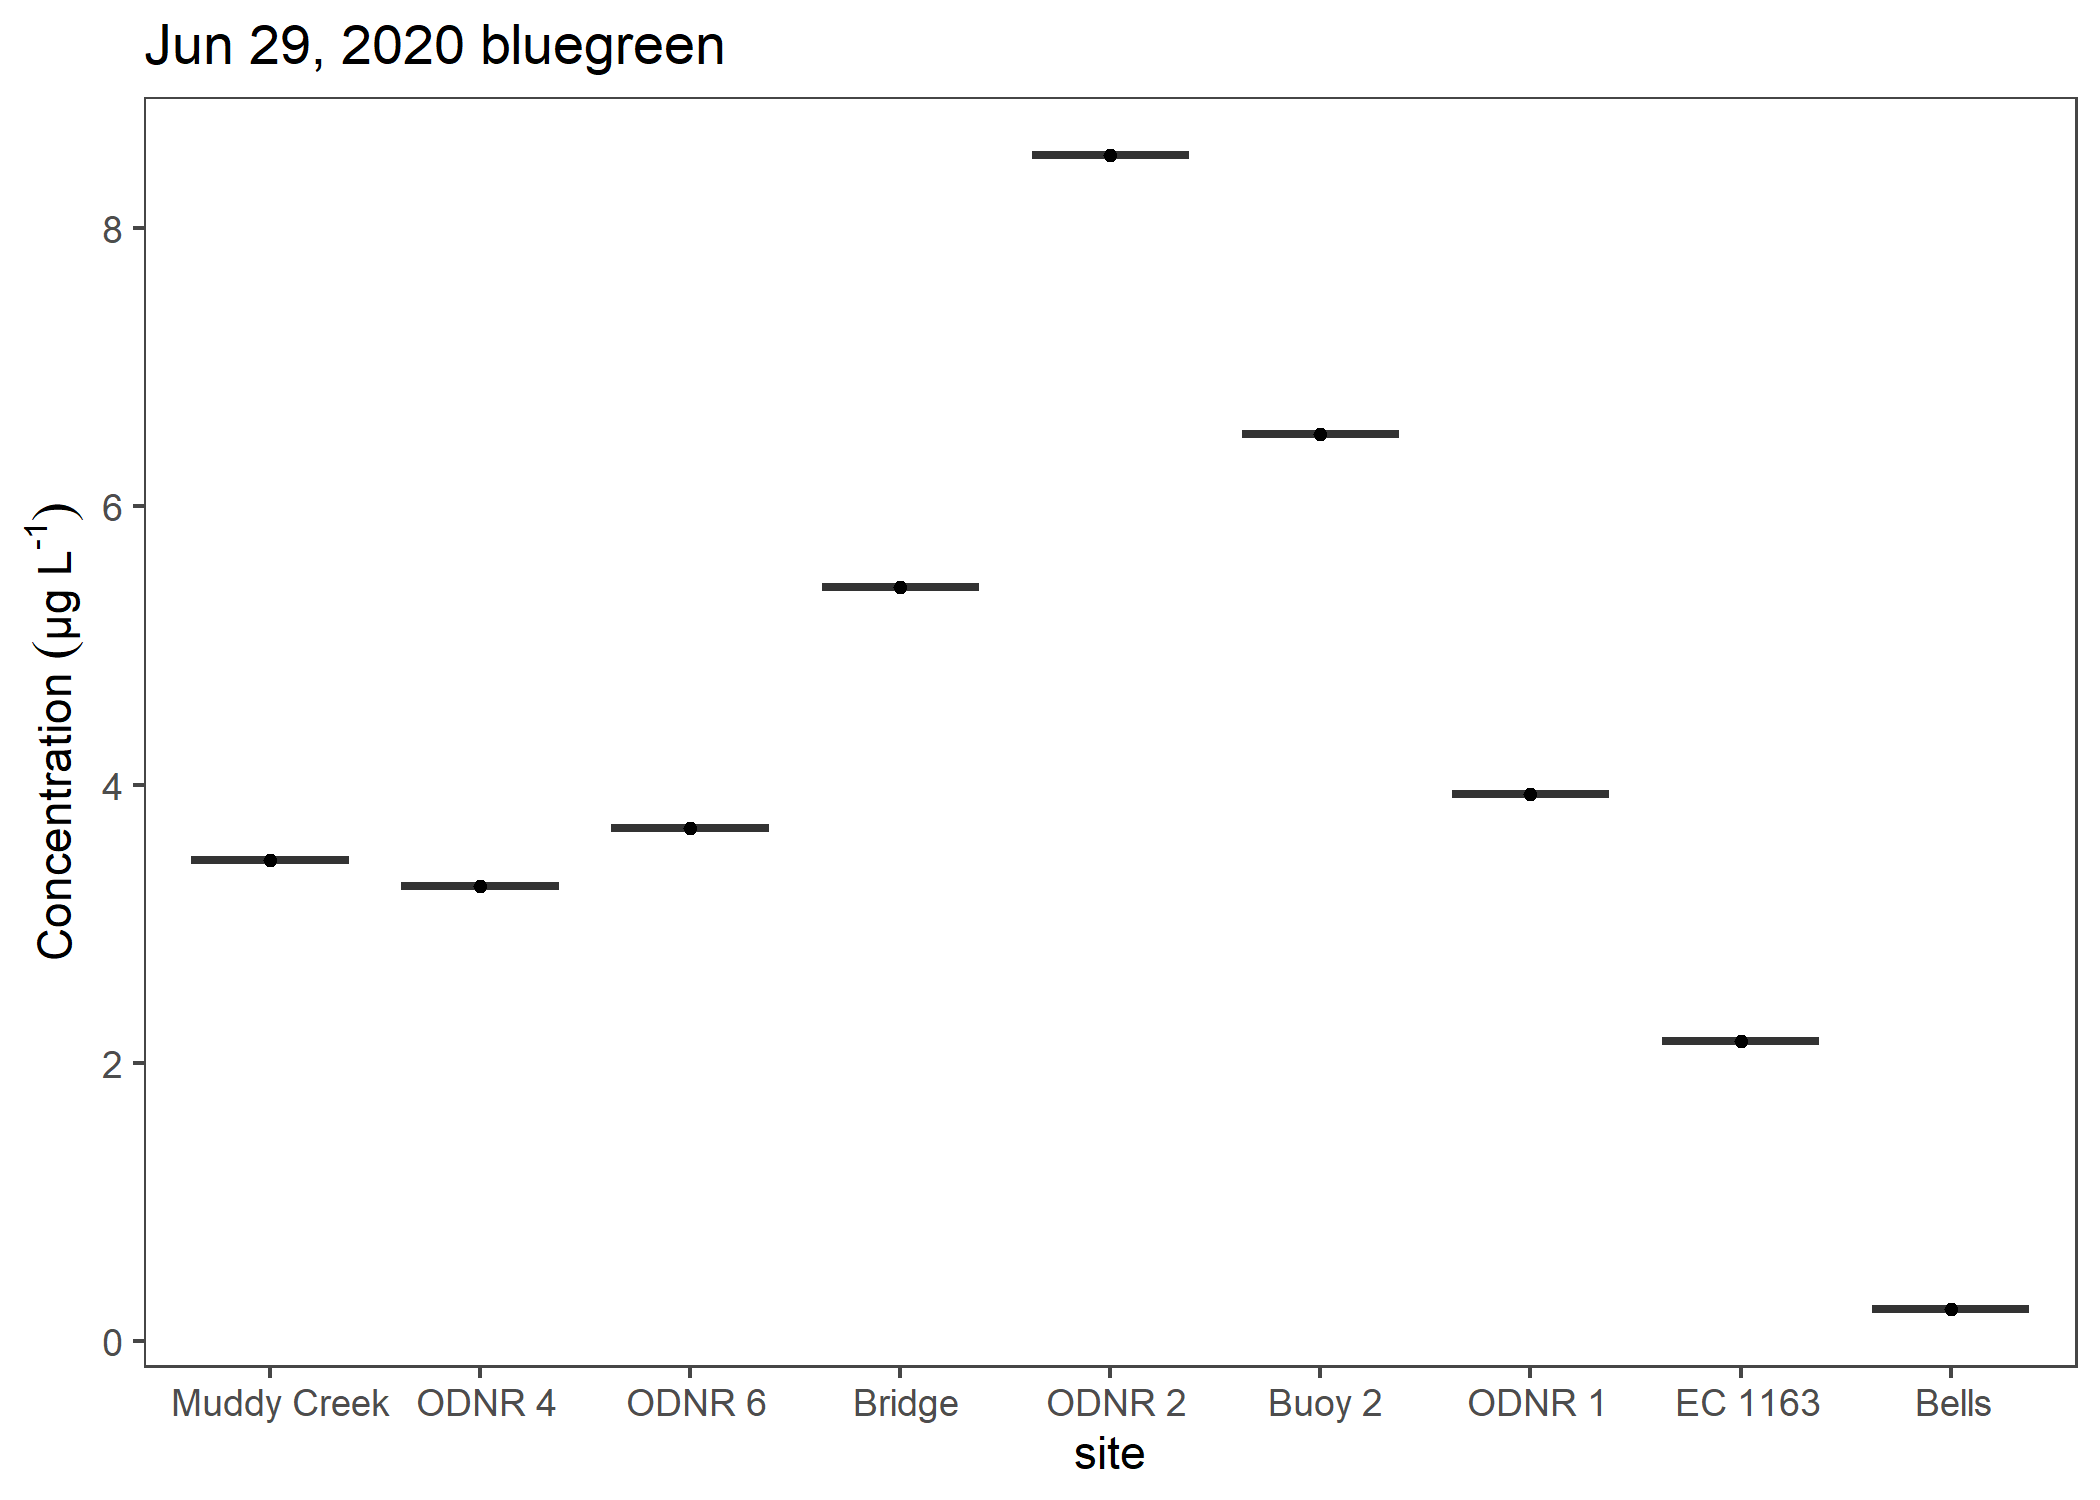 Jun 29, 2020 bluegreen
Concentration (µg L⁻¹)
8
6
4
2
0
Muddy Creek ODNR 4 ODNR 6 Bridge ODNR 2 Buoy 2 ODNR 1 EC 1163 Bells
site